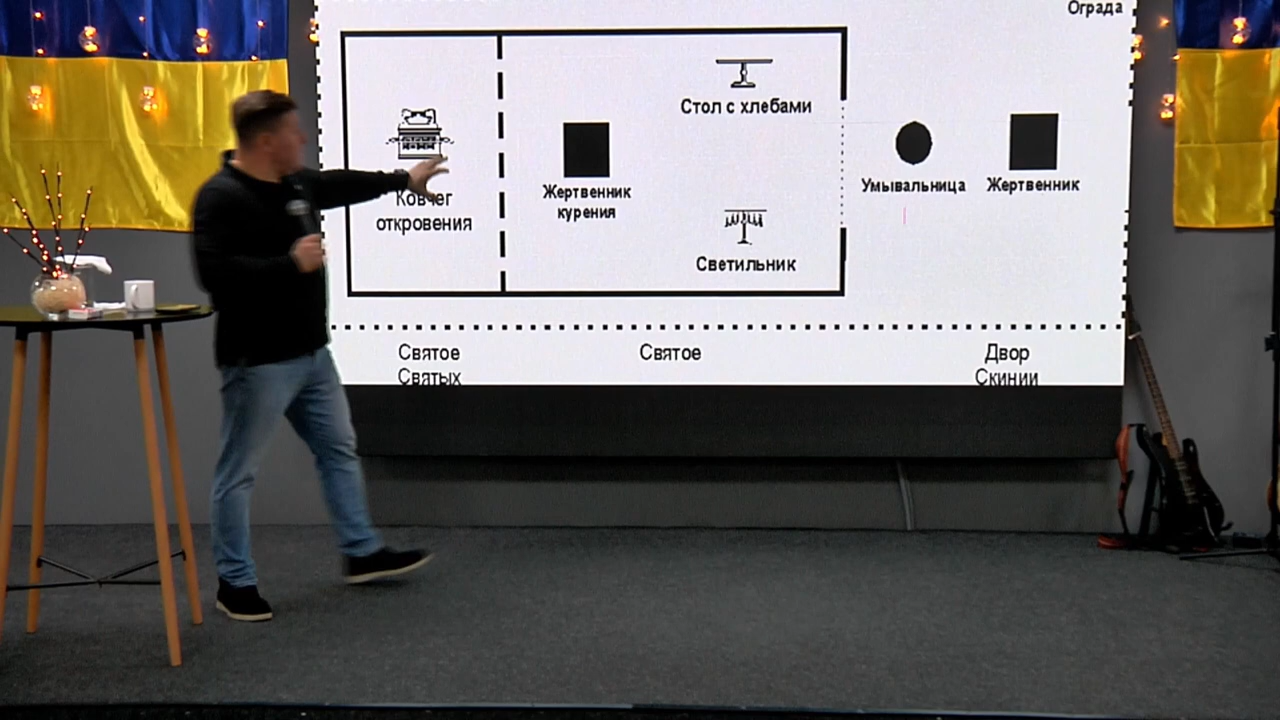 Ограда
Стол с хлебами
Ковчег
откровения
Жертвенник
курения
Умывальница
Жертвенник
Светильник
Святое
Святых
Святое
Двор
Скинии